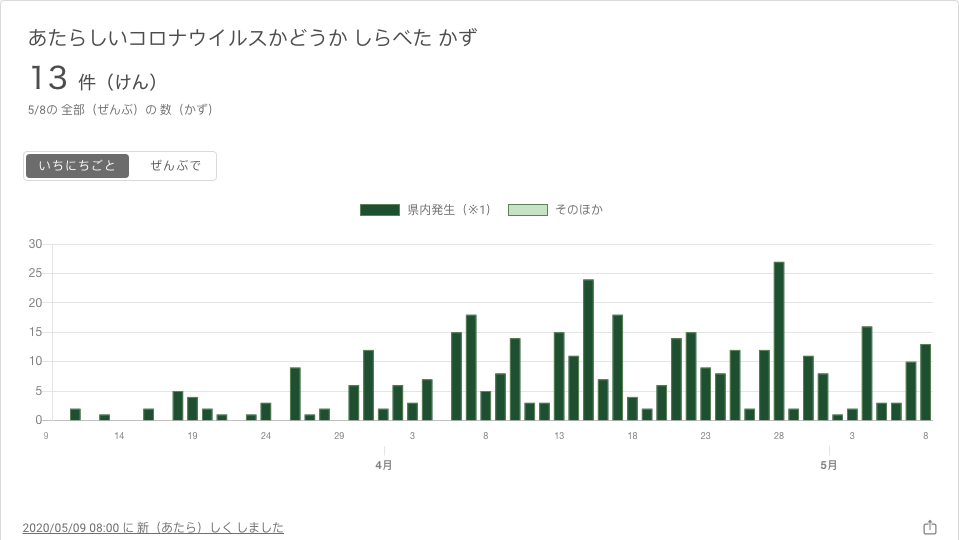 あたらしいコロナウイルスかどうか しらべた かず
13 件（けん）
5/8の 全部（ぜんぶ）の 数（かず）
いちにちごと ぜんぶで
県内発生（※1） そのほか
30
25
20
15
10
5
0
9 14 19 24 29 3 8 13 18 23 28 3 8
4月 5月
2020/05/09 08:00 に 新（あたら）しく しました